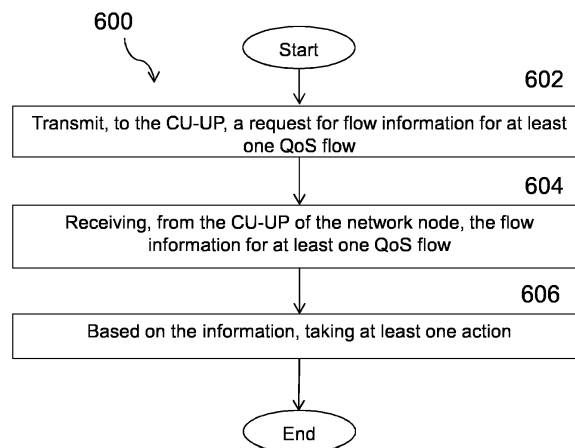 600
Start
602
Transmit, to the CU-UP, a request for flow information for at least
one QoS flow
604
Receiving, from the CU-UP of the network node, the flow
information for at least one QoS flow
606
Based on the information, taking at least one action
End